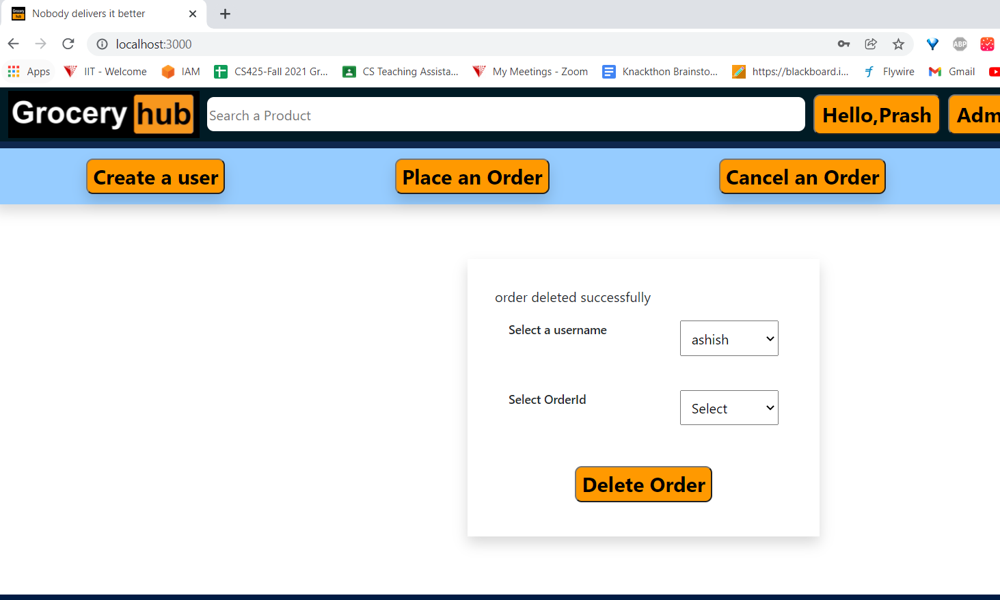 Nobody delivers it better
localhost:3000
ABP
Apps
IIT - Welcome
IAM
CS425-Fall 2021 Gr...
CS Teaching Assista...
My Meetings - Zoom
Knackthon Brainsto...
https://blackboard.i...
Flywire
Gmail
Grocery hub
Search a Product
Hello,Prash
Adm
Create a user
Place an Order
Cancel an Order
order deleted successfully
Select a username
ashish
Select OrderId
Select
Delete Order